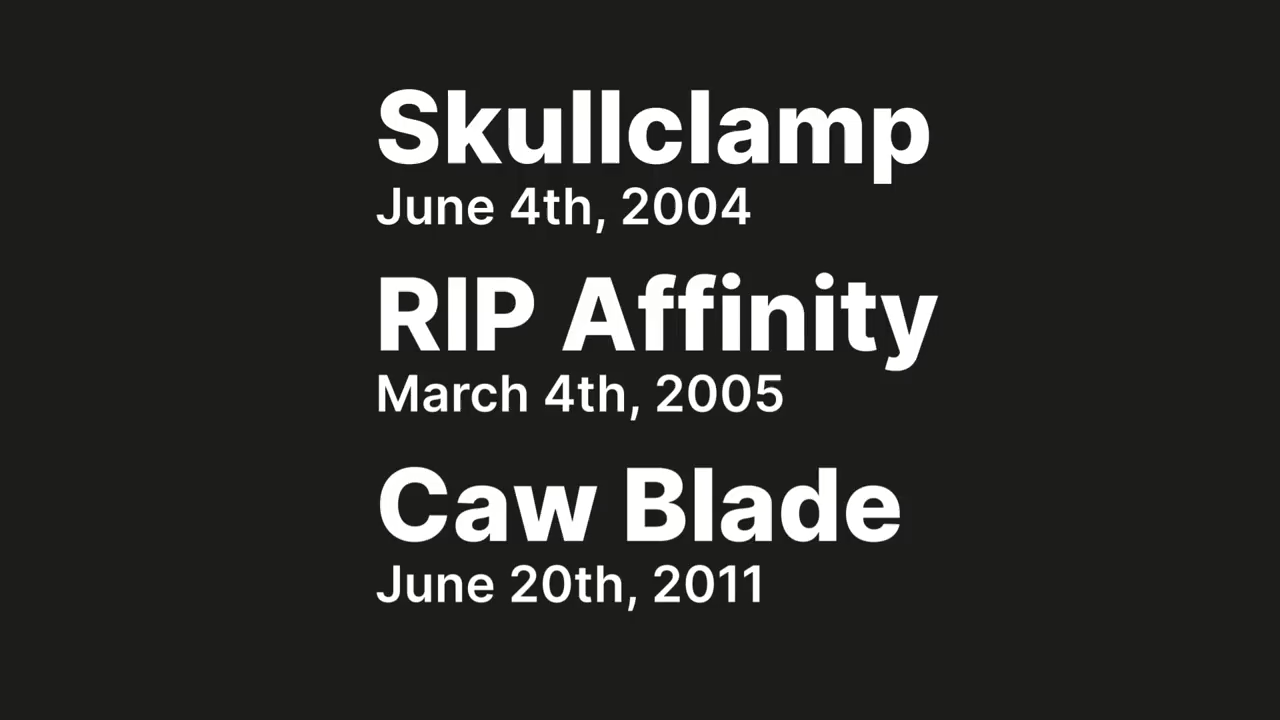 Skullclamp
June 4th, 2004
RIP Affinity
March 4th, 2005
Caw Blade
June 20th, 2011